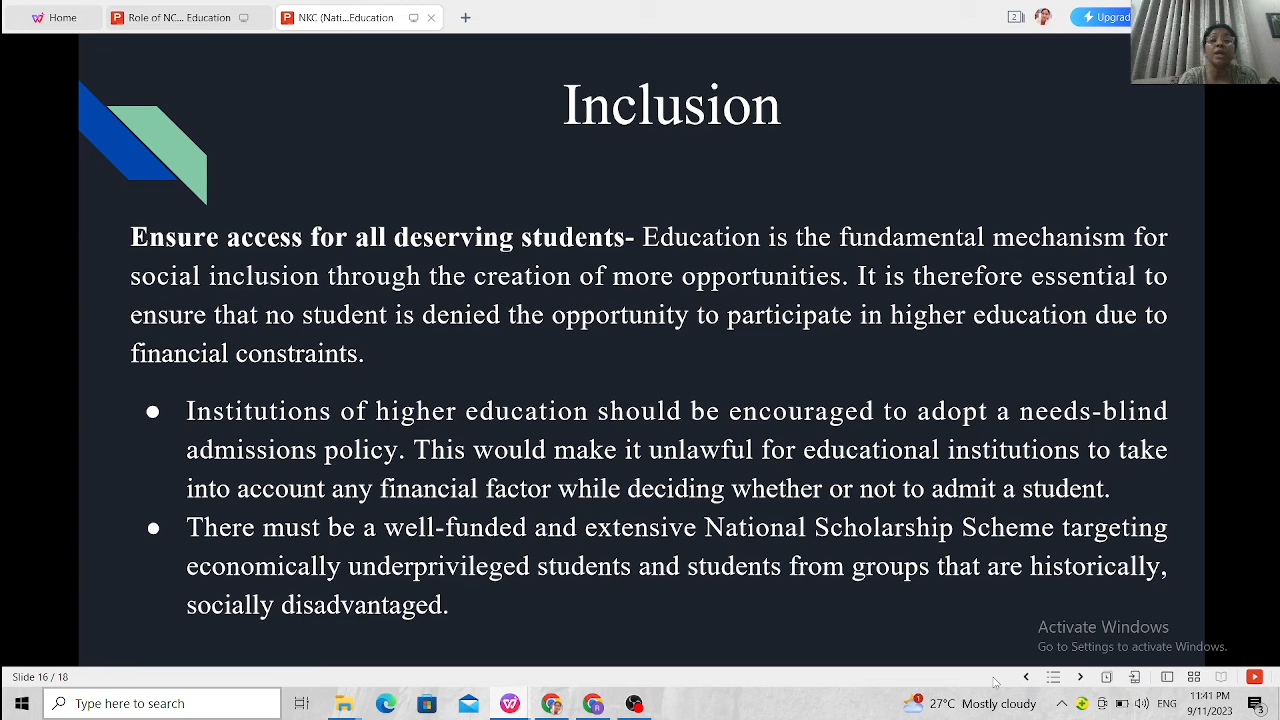 Home
Role of NC... Education
NKC (Nati...Education
2
Upgrad
Inclusion
Ensure access for all deserving students- Education is the fundamental mechanism for
social inclusion through the creation of more opportunities. It is therefore essential to
ensure that no student is denied the opportunity to participate in higher education due to
financial constraints.
● Institutions of higher education should be encouraged to adopt a needs-blind
admissions policy. This would make it unlawful for educational institutions to take
into account any financial factor while deciding whether or not to admit a student.
● There must be a well-funded and extensive National Scholarship Scheme targeting
economically underprivileged students and students from groups that are historically,
socially disadvantaged.
Activate Windows
Go to Settings to activate Windows.
Slide 16 / 18
Type here to search
1
27°C Mostly cloudy
11:41 PM
9/11/2023
3